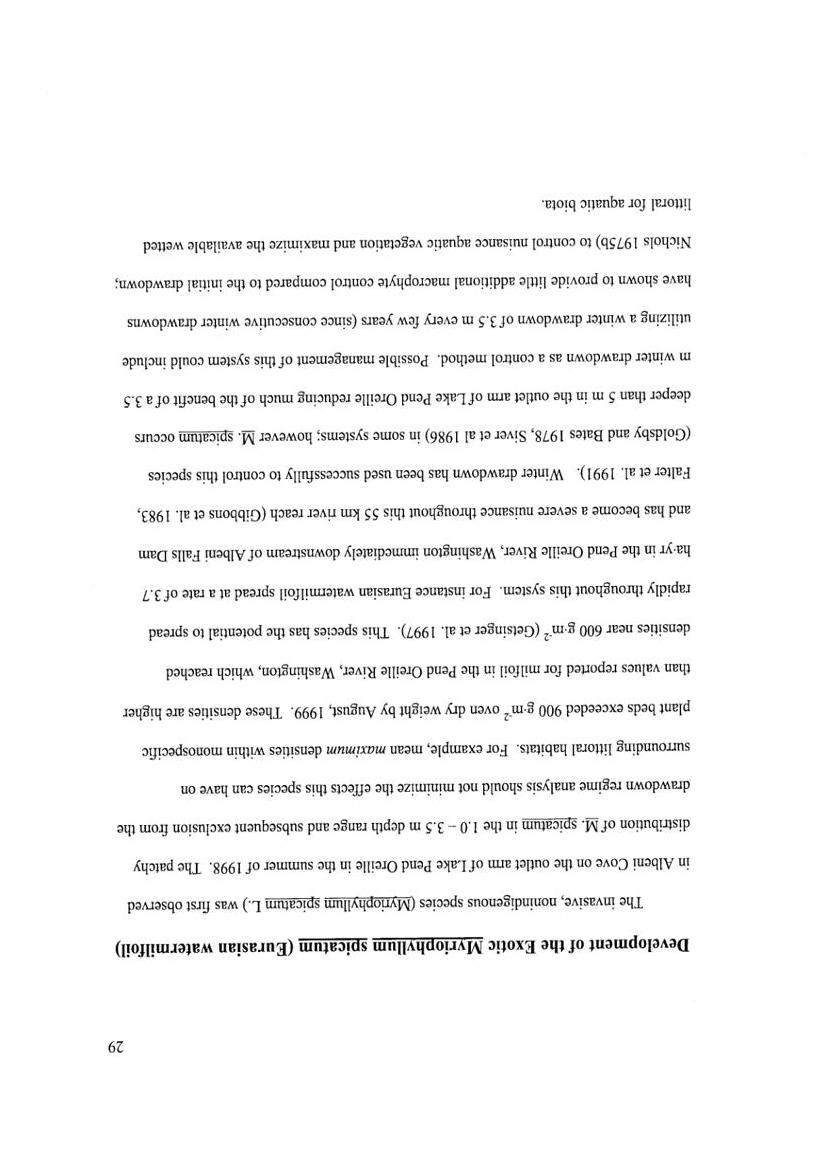 29
Development of the Exotic Myriophyllum spicatum (Eurasian watermilfoil)
The invasive, nonindigenous species (Myriophyllum spicatum L.) was first observed
in Albeni Cove on the outlet arm of Lake Pend Oreille in the summer of 1998. The patchy
distribution of M. spicatum in the 1.0 – 3.5 m depth range and subsequent exclusion from the
drawdown regime analysis should not minimize the effects this species can have on
surrounding littoral habitats. For example, mean maximum densities within monospecific
plant beds exceeded 900 g·m⁻² oven dry weight by August, 1999. These densities are higher
than values reported for milfoil in the Pend Oreille River, Washington, which reached
densities near 600 g·m⁻² (Getsinger et al. 1997). This species has the potential to spread
rapidly throughout this system. For instance Eurasian watermilfoil spread at a rate of 3.7
ha·yr in the Pend Oreille River, Washington immediately downstream of Albeni Falls Dam
and has become a severe nuisance throughout this 55 km river reach (Gibbons et al. 1983,
Falter et al. 1991). Winter drawdown has been used successfully to control this species
(Goldsby and Bates 1978, Siver et al 1986) in some systems; however M. spicatum occurs
deeper than 5 m in the outlet arm of Lake Pend Oreille reducing much of the benefit of a 3.5
m winter drawdown as a control method. Possible management of this system could include
utilizing a winter drawdown of 3.5 m every few years (since consecutive winter drawdowns
have shown to provide little additional macrophyte control compared to the initial drawdown;
Nichols 1975b) to control nuisance aquatic vegetation and maximize the available wetted
littoral for aquatic biota.